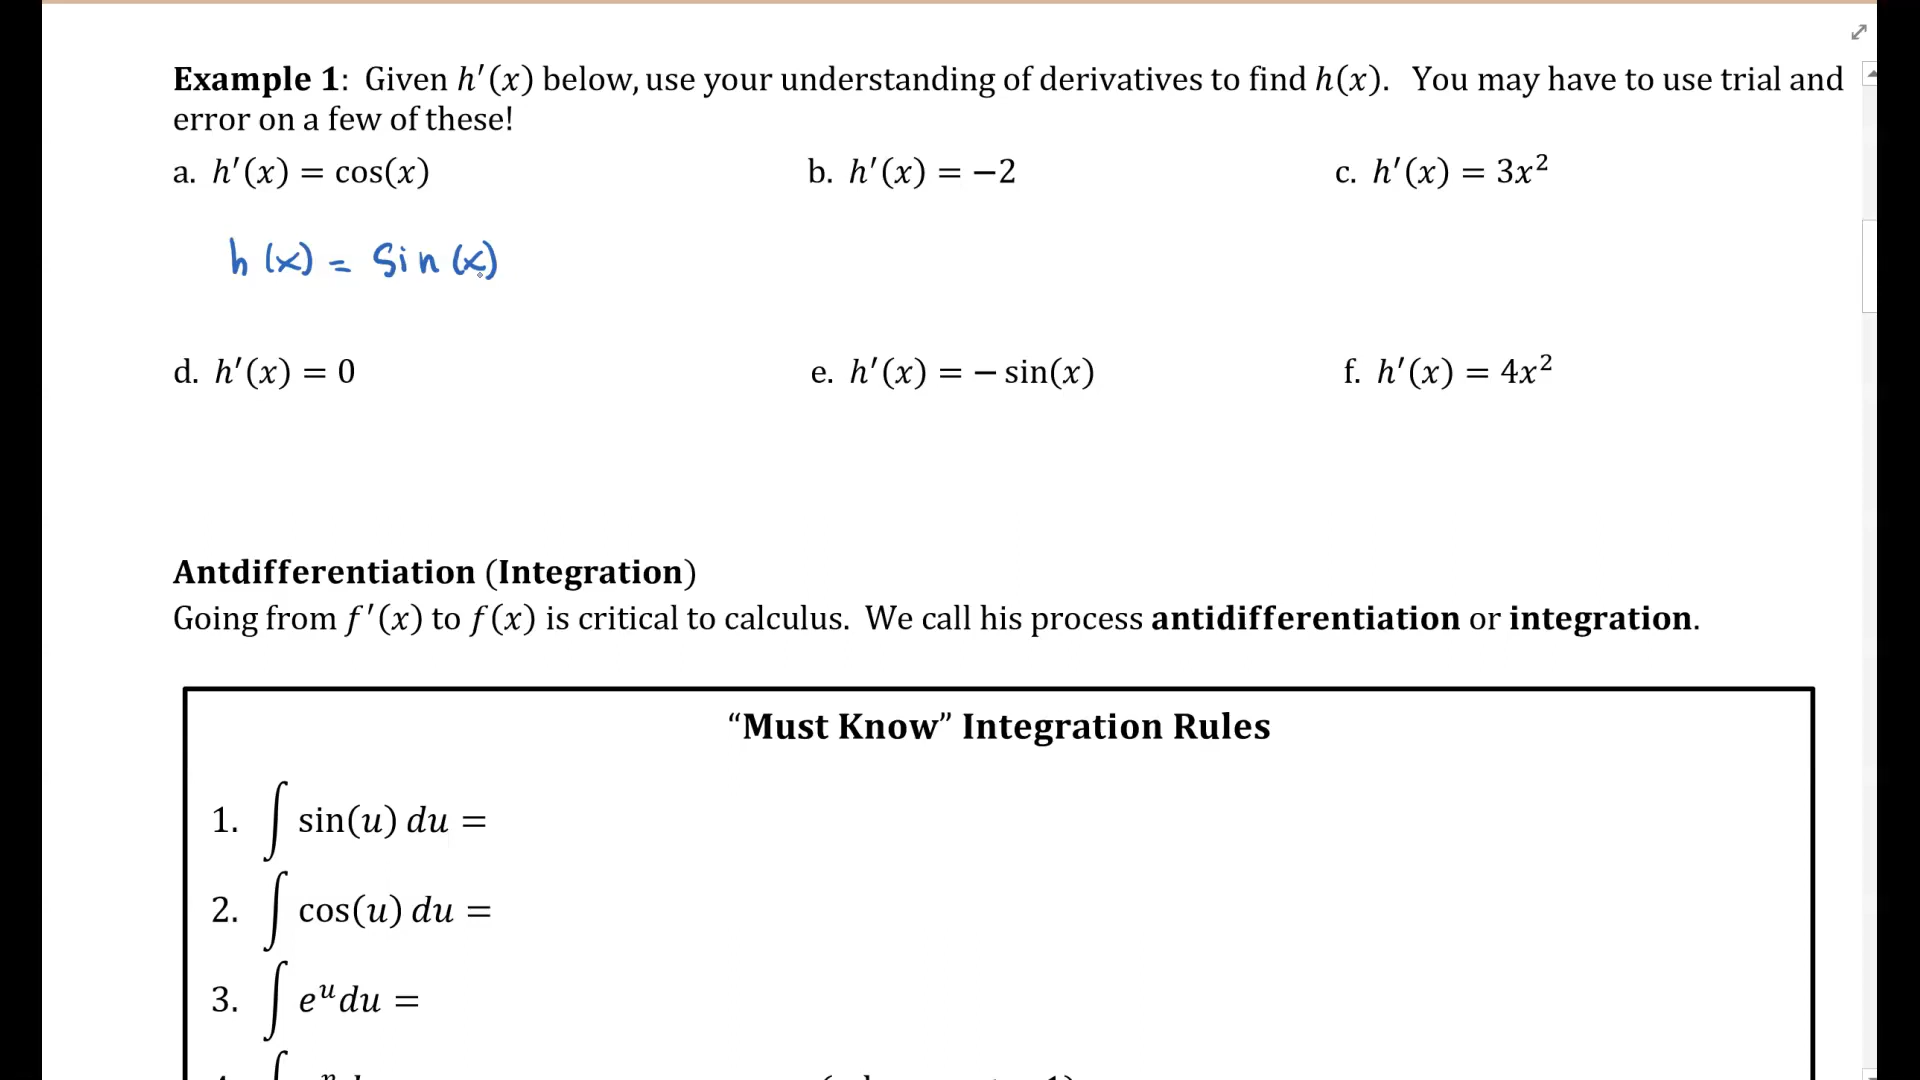 Example 1: Given h′(x) below, use your understanding of derivatives to find h(x). You may have to use trial and
error on a few of these!
a. h′(x) = cos(x) b. h′(x) = −2 c. h′(x) = 3x²
h(x) = Sin(x)
d. h′(x) = 0 e. h′(x) = − sin(x) f. h′(x) = 4x²
Antdifferentiation (Integration)
Going from f′(x) to f(x) is critical to calculus. We call his process antidifferentiation or integration.
“Must Know” Integration Rules
1. ∫ sin(u) du =
2. ∫ cos(u) du =
3. ∫ eᵘ du =